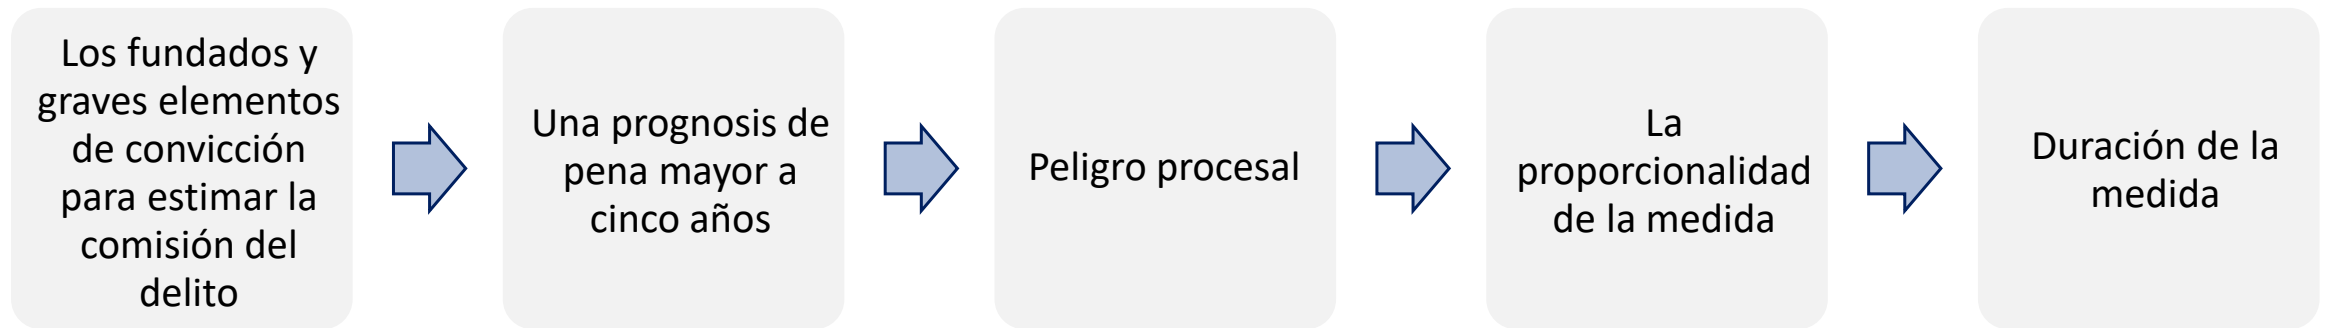 Los fundados y
graves elementos
de convicción
para estimar la
comisión del
delito
Una prognosis de
pena mayor a
cinco años
Peligro procesal
La
proporcionalidad
de la medida
Duración de la
medida